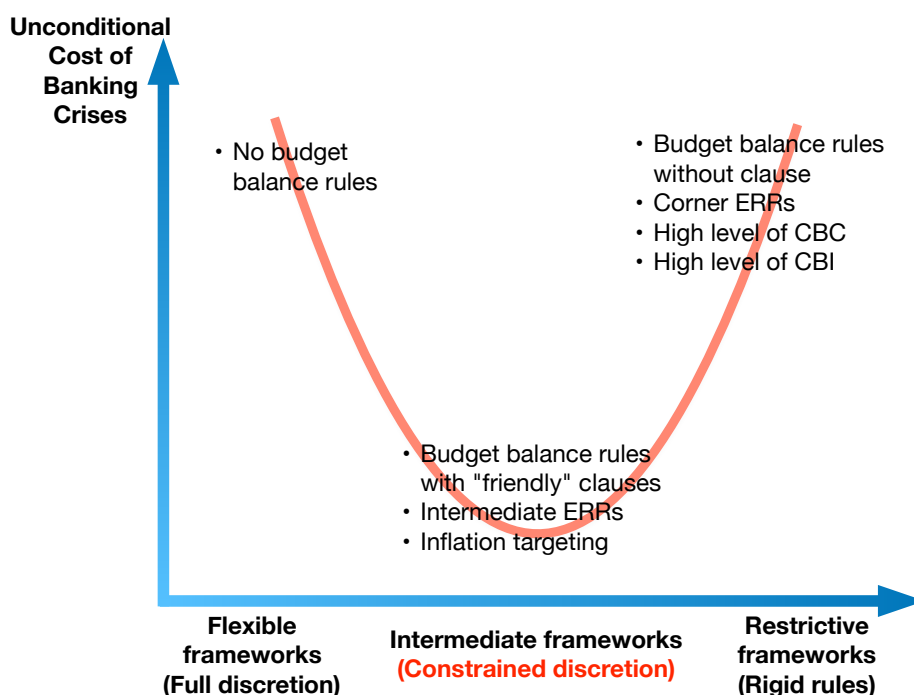 Unconditional
Cost of
Banking
Crises
• No budget
balance rules
• Budget balance rules
without clause
• Corner ERRs
• High level of CBC
• High level of CBI
• Budget balance rules
with "friendly" clauses
• Intermediate ERRs
• Inflation targeting
Flexible
frameworks
(Full discretion)
Intermediate frameworks
(Constrained discretion)
Restrictive
frameworks
(Rigid rules)